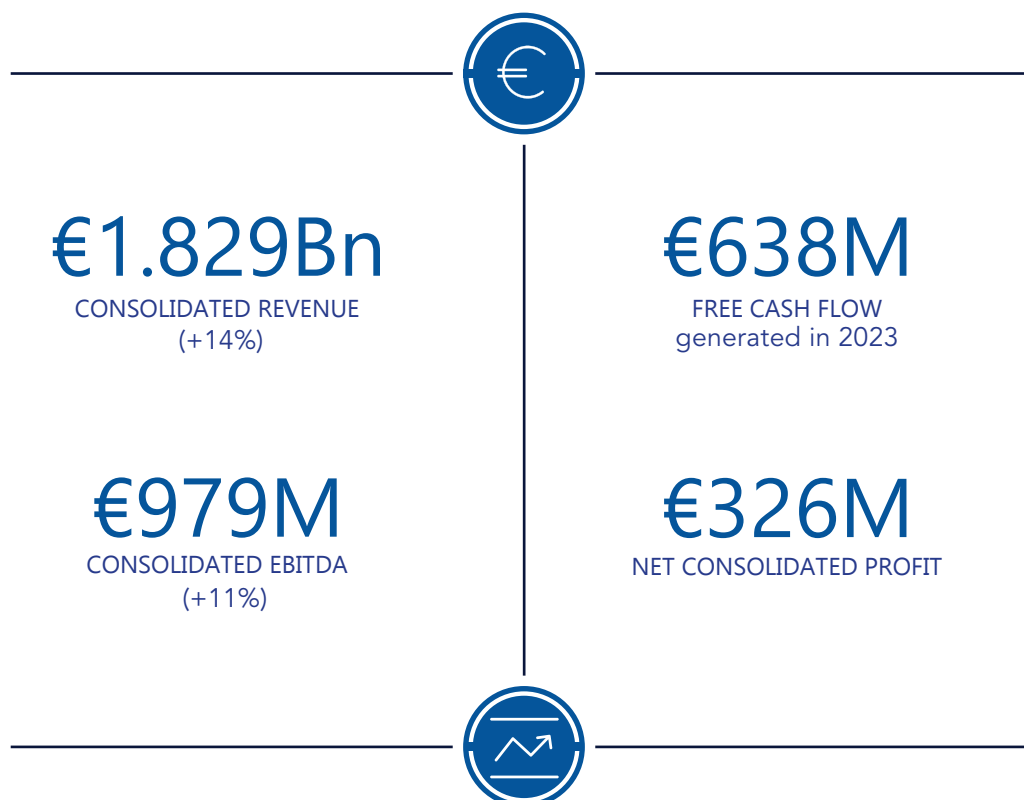 €1.829Bn
CONSOLIDATED REVENUE
(+14%)
€638M
FREE CASH FLOW
generated in 2023
€979M
CONSOLIDATED EBITDA
(+11%)
€326M
NET CONSOLIDATED PROFIT